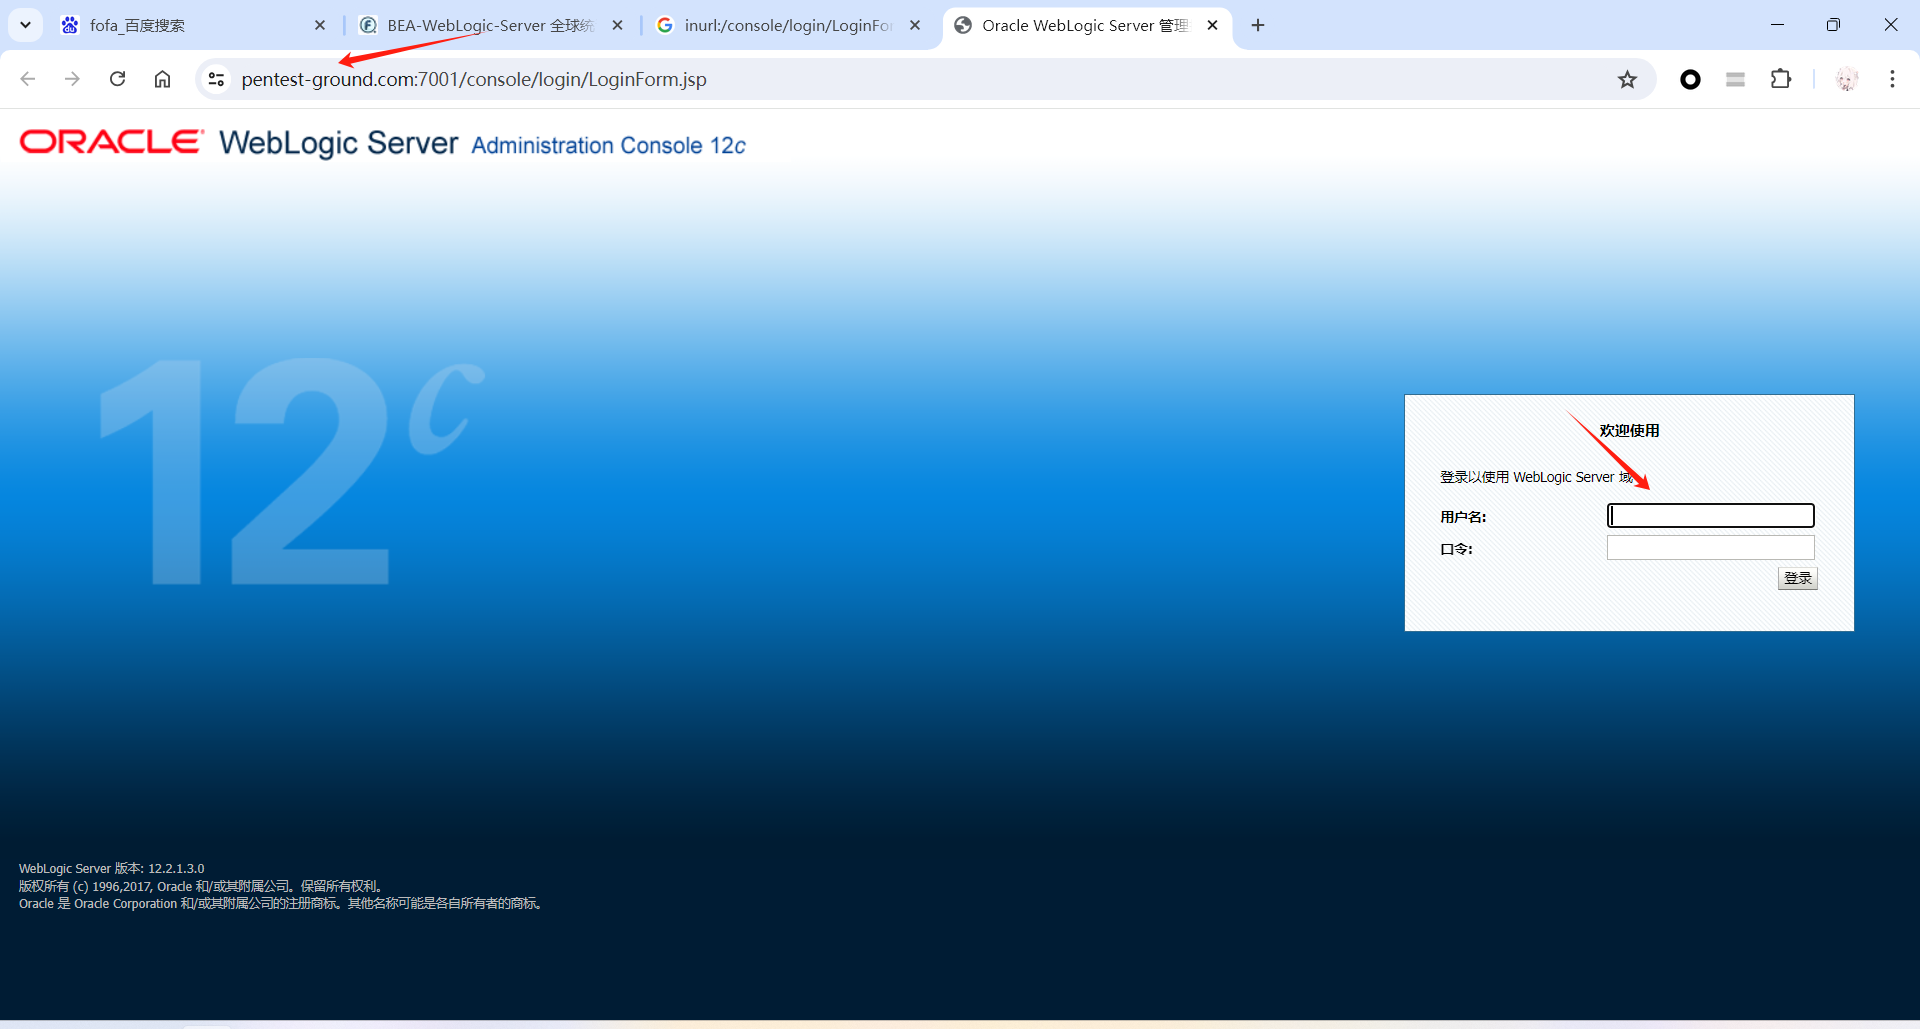 fofa_百度搜索
BEA-WebLogic-Server 全球统
inurl:/console/login/LoginFor
Oracle WebLogic Server 管理
pentest-ground.com:7001/console/login/LoginForm.jsp
ORACLE WebLogic Server Administration Console 12c
12c
欢迎使用
登录以使用 WebLogic Server 域
用户名:
口令:
登录
WebLogic Server 版本: 12.2.1.3.0
版权所有 (c) 1996,2017, Oracle 和/或其附属公司。保留所有权利。
Oracle 是 Oracle Corporation 和/或其附属公司的注册商标。其他名称可能是各自所有者的商标。